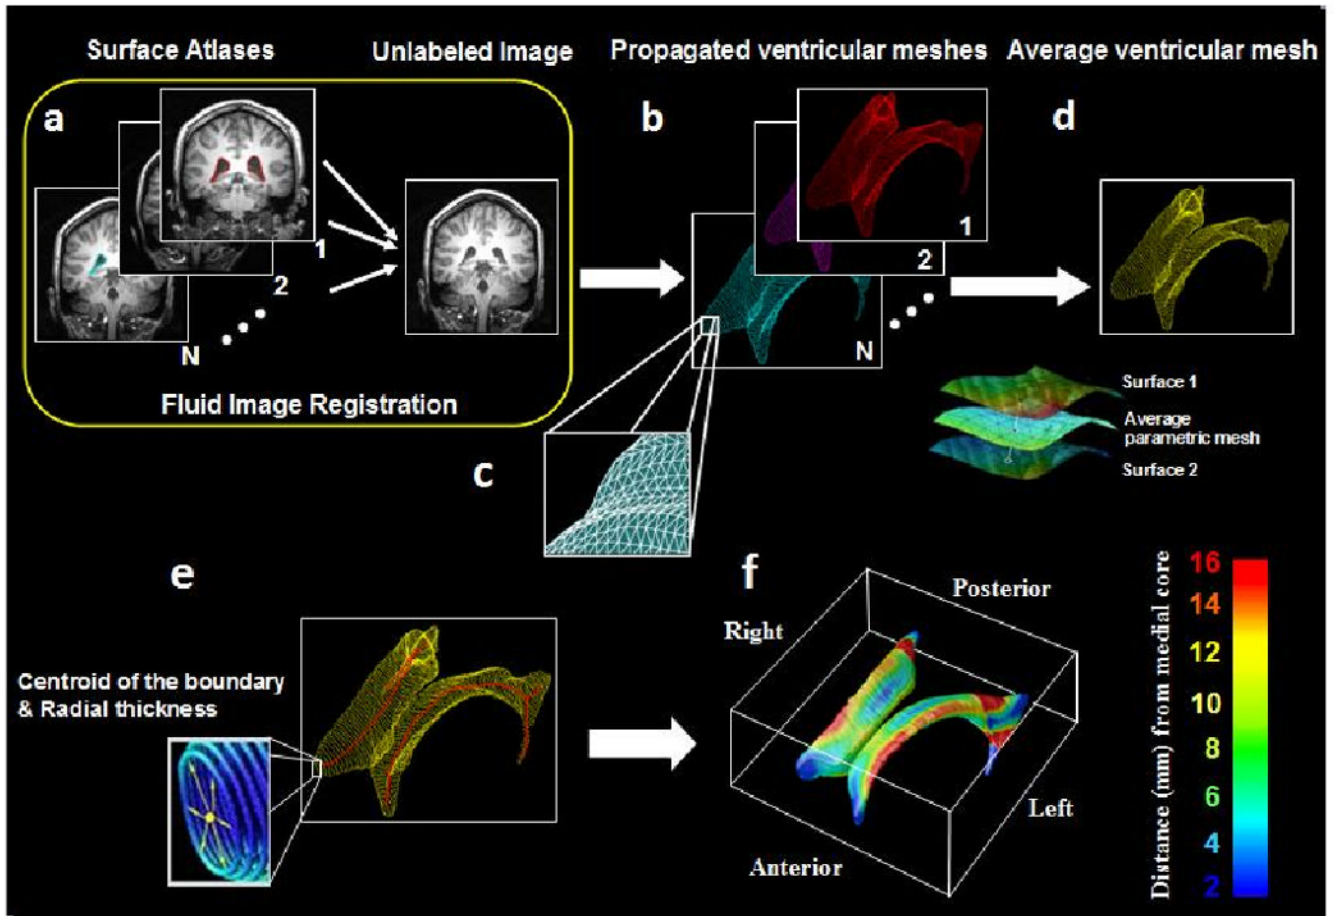 Surface Atlases
Unlabeled Image
Propagated ventricular meshes
Average ventricular mesh
a
1
2
N
Fluid Image Registration
b
1
2
N
c
d
Surface 1
Average
parametric mesh
Surface 2
e
Centroid of the boundary
& Radial thickness
f
Posterior
Right
Left
Anterior
Distance (mm) from medial core
16
14
12
10
8
6
4
2